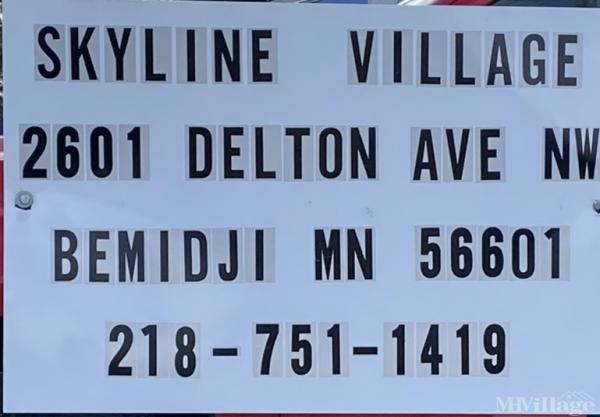 SKYLINE VILLAGE
2601 DELTON AVE NW
BEMIDJI MN 56601
218-751-1419
MHVillage